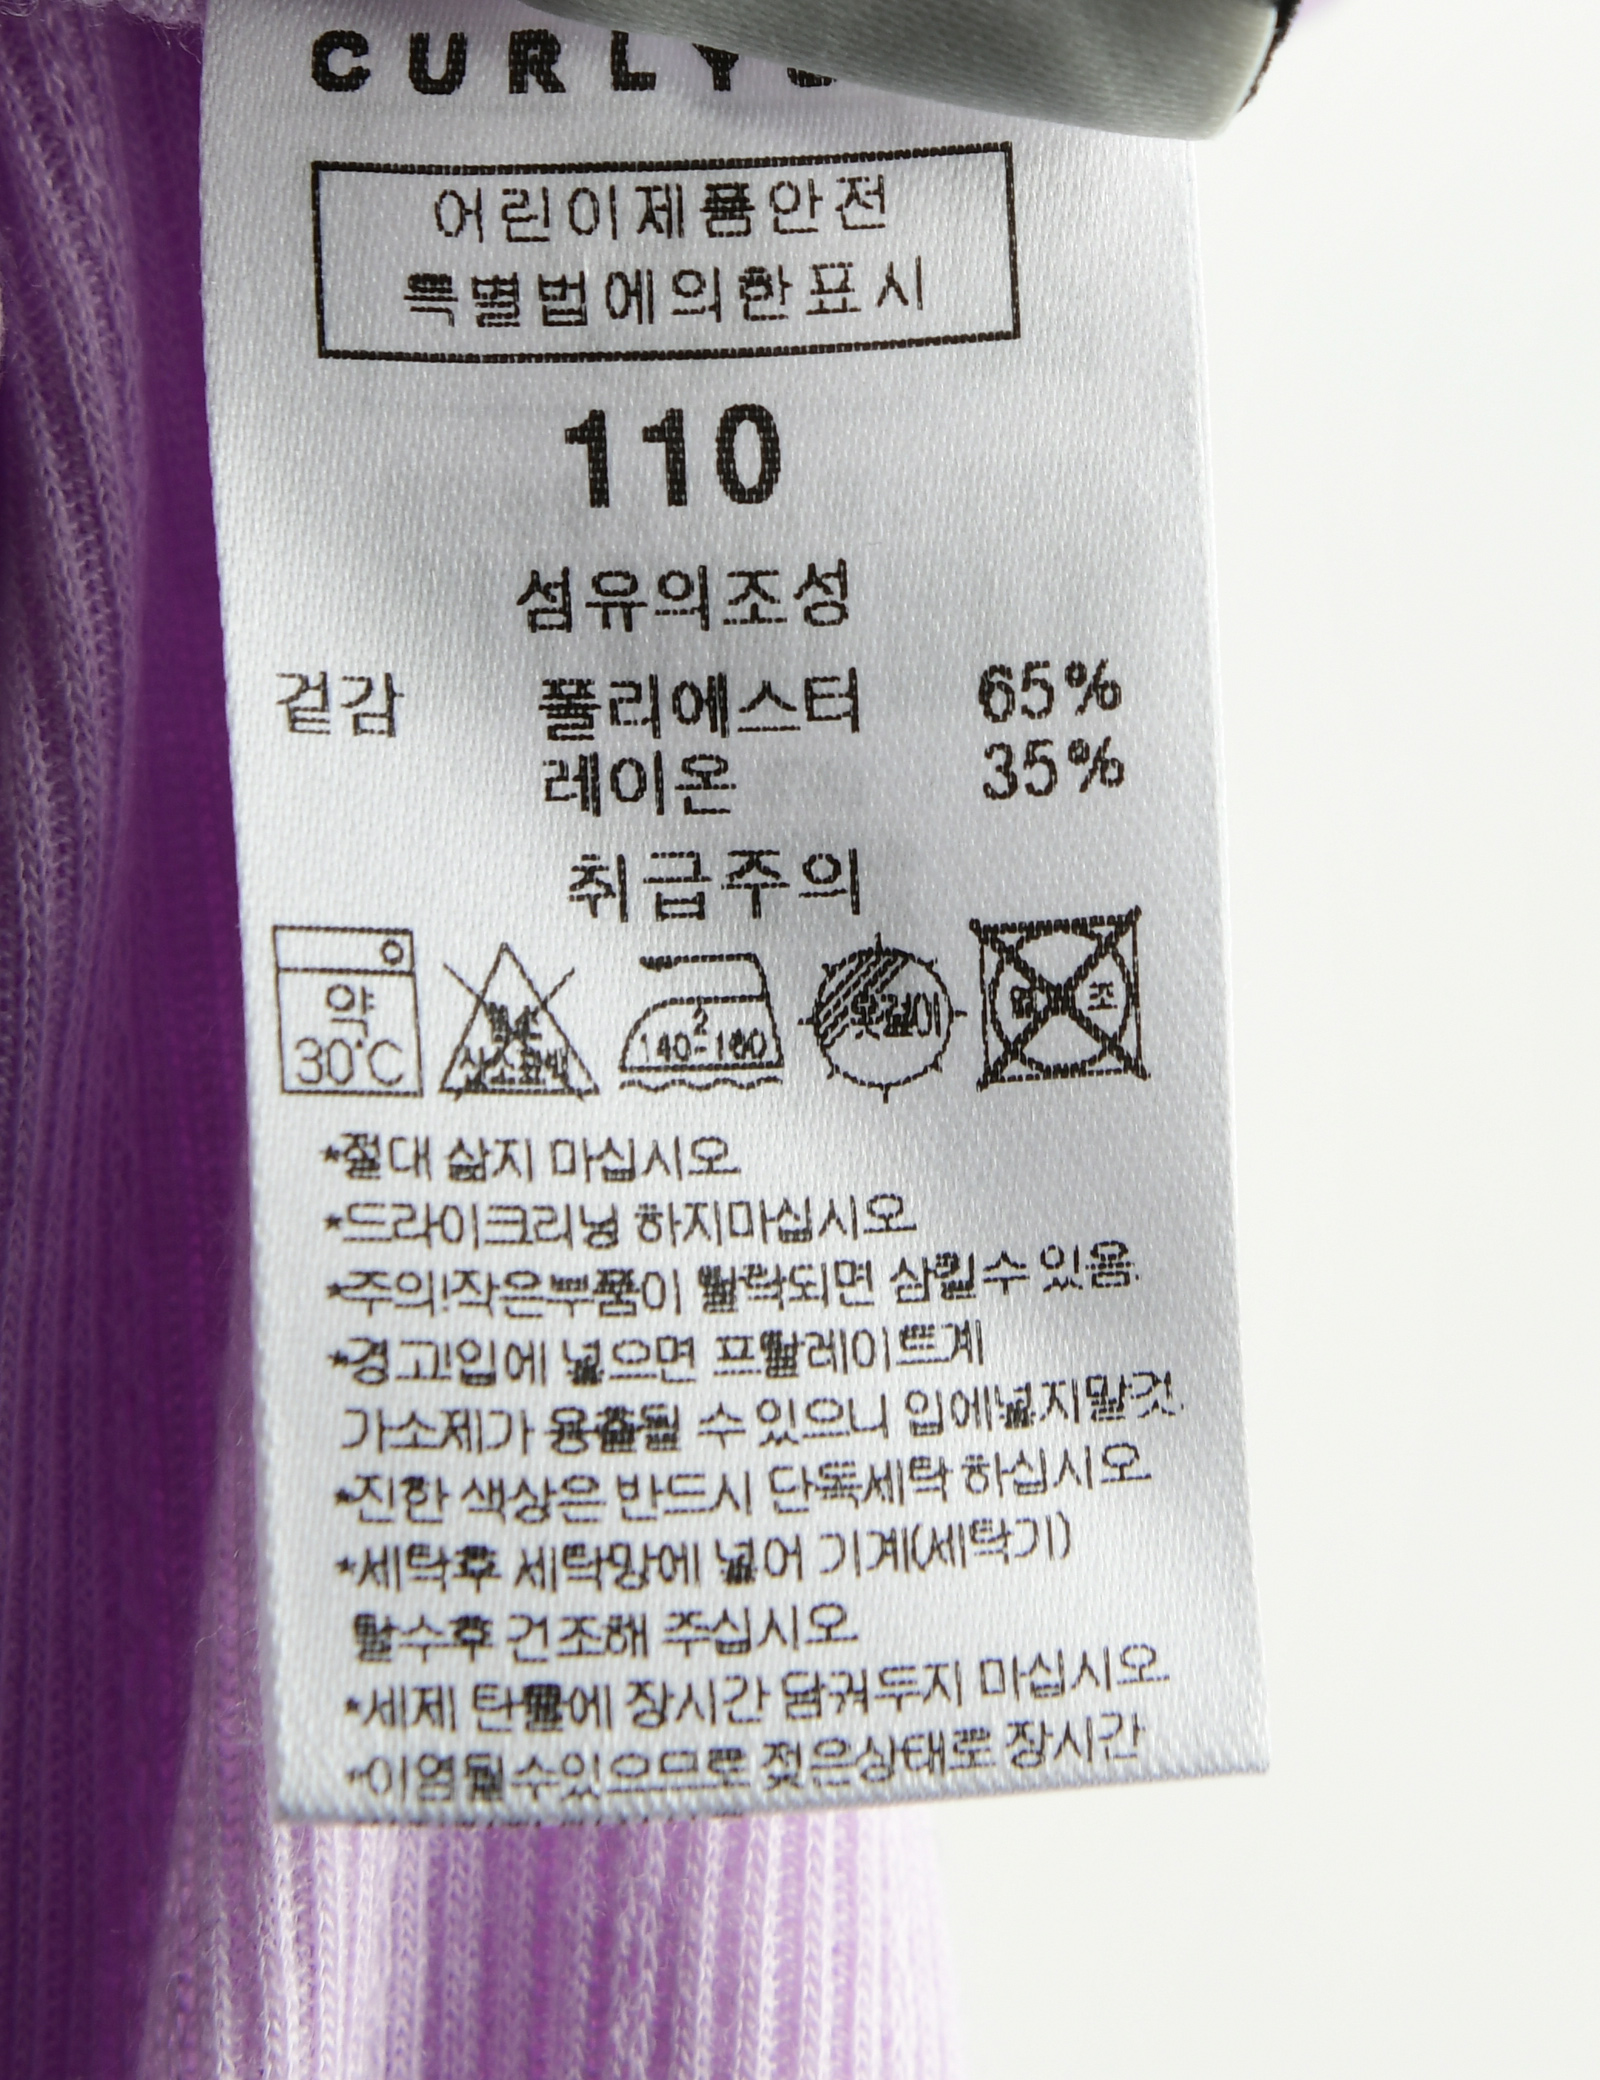 CURLY
어린이제품안전
특별법에의한표시
110
섬유의조성
겉감 폴리에스터 65%
레이온 35%
취급주의
약 30°C
염소 산소표백
2 140-160
옷걸이
조
*절대 삶지 마십시오
*드라이크리닝 하지마십시오
*주의!작은부품이 탈락되면 삼킬수 있음
*경고!입에 넣으면 프탈레이트계
가소제가 용출될 수 있으니 입에넣지말것
*진한 색상은 반드시 단독세탁 하십시오
*세탁후 세탁망에 넣어 기계(세탁기)
탈수후 건조해 주십시오
*세제 탄물에 장시간 담궈두지 마십시오
*이염될수있으므로 젖은상태로 장시간